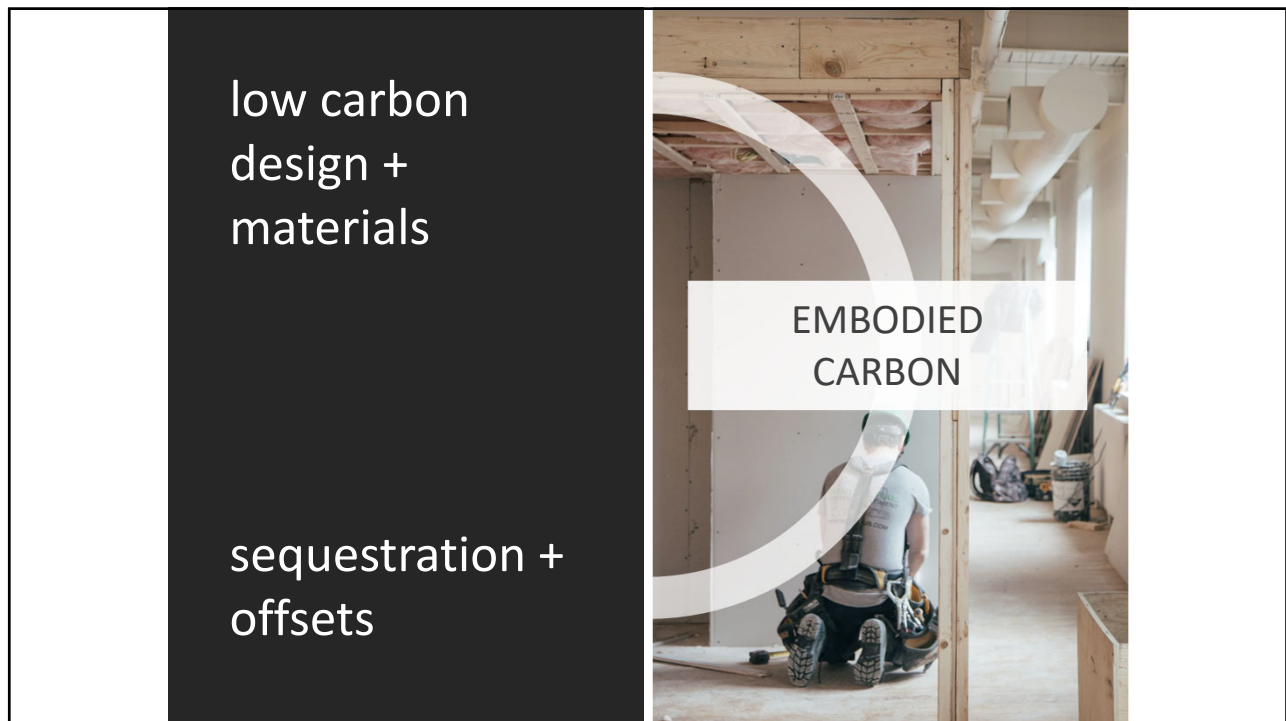 low carbon
design +
materials
sequestration +
offsets
EMBODIED
CARBON